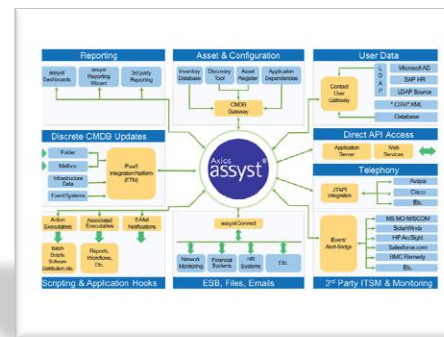 Reporting
assyst
Dashboards
assyst
Reporting
Wizard
3rd party
Reporting
Asset & Configuration
Inventory
Database
Discovery
Tool
Asset
Register
Application
Dependencies
CMDB
Gateway
User Data
Contact
User
Gateway
L
D
A
P
Microsoft AD
SAP HR
LDAP Source
*.CSV/*.XML
Database
Discrete CMDB Updates
Folder
Mailbox
Infrastructure
Data
Event Systems
IPaaS
Integration Platform
(ETM)
Axios
assyst
Direct API Access
Application
Server
Web
Services
Telephony
JTAPI
Integration
Avaya
Cisco
Etc.
Action
Executables
Associated
Executables
E-Mail
Notifications
Batch
Scripts,
Software
Distribution etc.
Reports,
Workflows,
Etc.
Scripting & Application Hooks
assystConnect
Network
Monitoring
Financial
Systems
HR
Systems
Etc.
ESB, Files, Emails
Event/
Alert-Bridge
MS MOM/SCOM
SolarWinds
HP ArcSight
Salesforce.com
BMC Remedy
Etc.
3rd Party ITSM & Monitoring